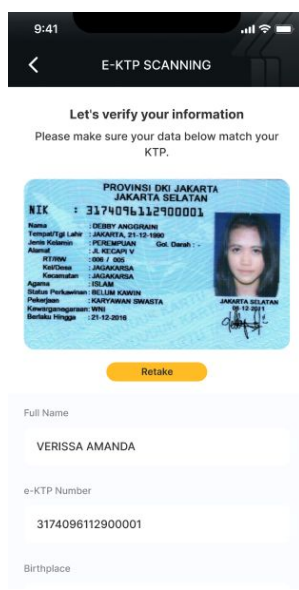 9:41
E-KTP SCANNING
Let's verify your information
Please make sure your data below match your
KTP.
PROVINSI DKI JAKARTA
JAKARTA SELATAN
NIK : 3174096112900001
Nama : DEBBY ANGGRAINI
Tempat/Tgl Lahir : JAKARTA, 21-12-1990
Jenis Kelamin : PEREMPUAN Gol. Darah : -
Alamat : JL KECAPI V
RT/RW : 006 / 005
Kel/Desa : JAGAKARSA
Kecamatan : JAGAKARSA
Agama : ISLAM
Status Perkawinan : BELUM KAWIN
Pekerjaan : KARYAWAN SWASTA
Kewarganegaraan: WNI
Berlaku Hingga : 21-12-2016
JAKARTA SELATAN
Retake
Full Name
VERISSA AMANDA
e-KTP Number
3174096112900001
Birthplace